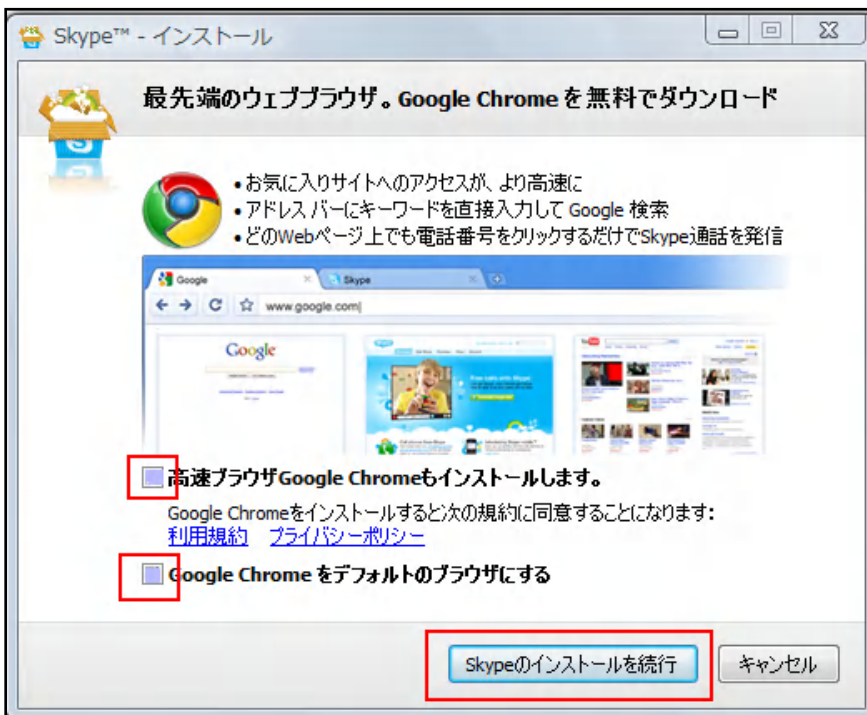 Skype™ - インストール
最先端のウェブブラウザ。Google Chrome を無料でダウンロード
• お気に入りサイトへのアクセスが、より高速に
• アドレス バーにキーワードを直接入力して Google 検索
• どのWebページ上でも電話番号をクリックするだけでSkype通話を発信
Google
Skype
www.google.com
Google
高速ブラウザGoogle Chromeもインストールします。
Google Chromeをインストールすると次の規約に同意することになります:
利用規約 プライバシーポリシー
Google Chrome をデフォルトのブラウザにする
Skypeのインストールを続行
キャンセル